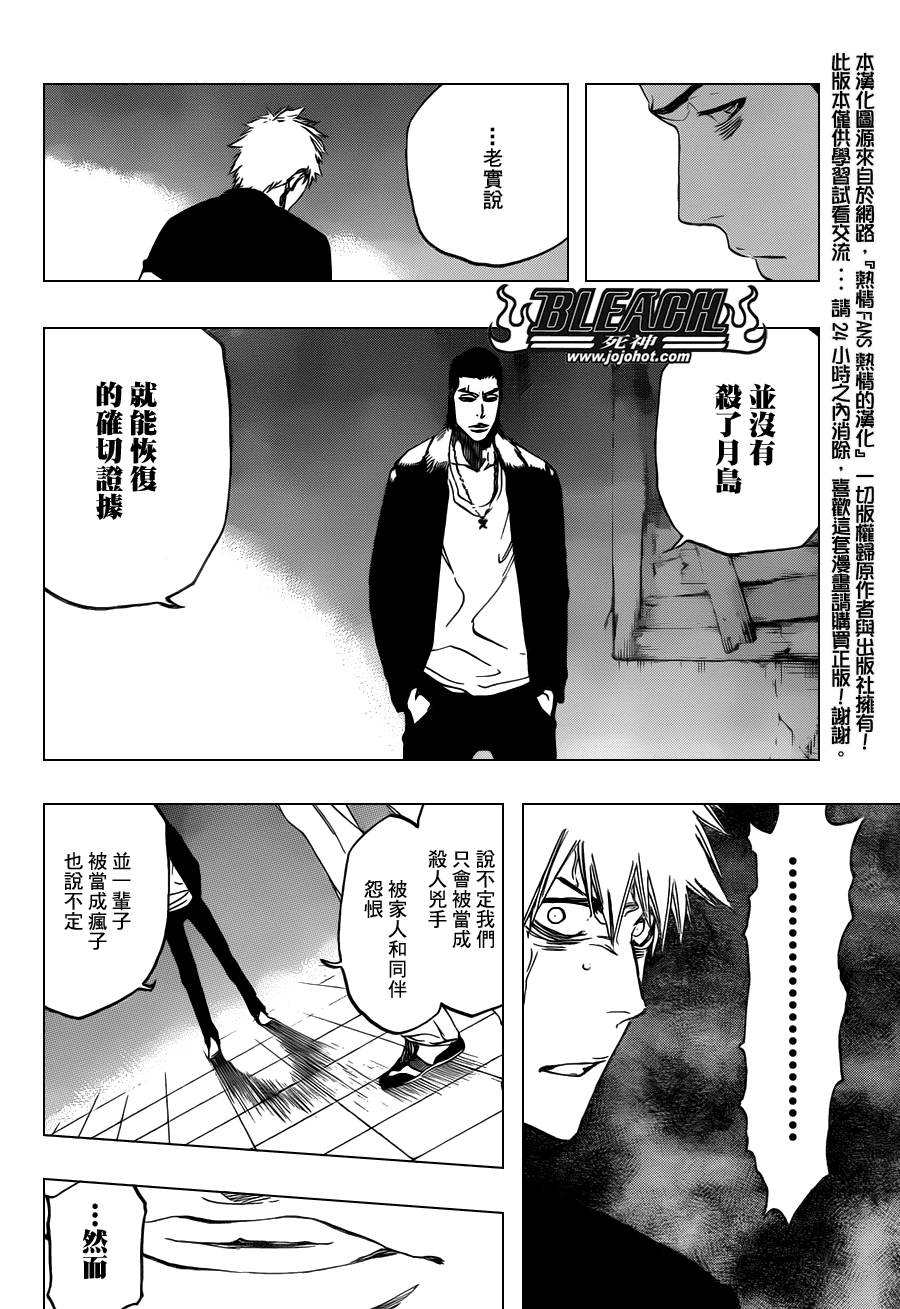 本漢化圖源來自於網路，『熱情FANS熱情的漢化』一切版權歸原作者與出版社擁有！
此版本僅供學習試看交流…請24小時之內消除，喜歡這套漫畫請購買正版！謝謝。
…老實說
BLEACH
死神
www.jojohot.com
並沒有
殺了月島
就能恢復
的確切證據
………………
說不定我們
只會被當成
殺人兇手
被家人和同伴
怨恨
並一輩子
被當成瘋子
也說不定
…然而